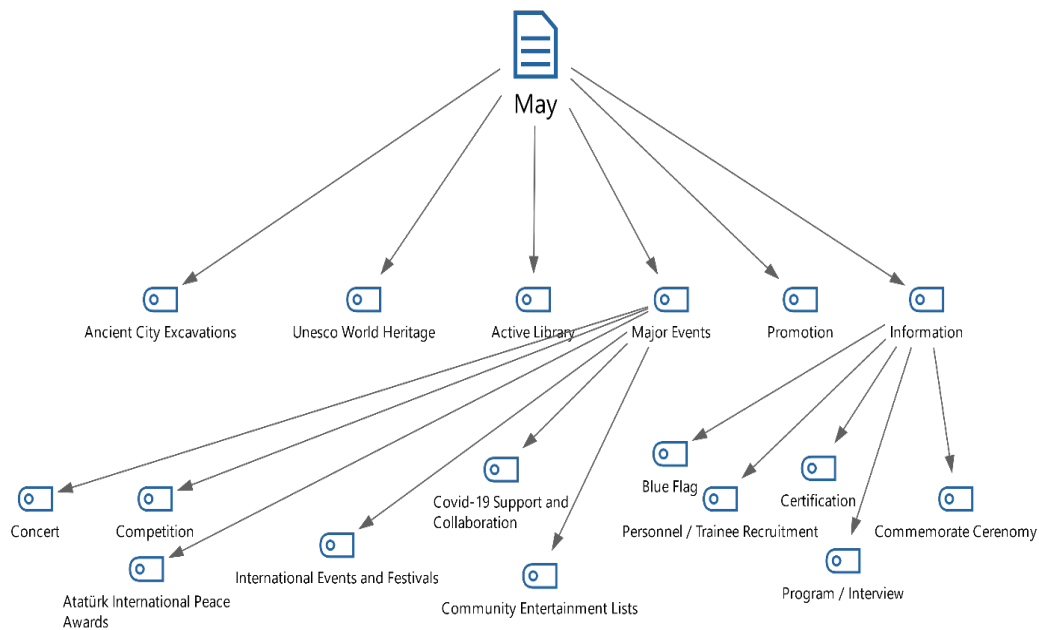 May
Ancient City Excavations
Unesco World Heritage
Active Library
Major Events
Promotion
Information
Concert
Competition
Covid-19 Support and
Collaboration
Blue Flag
Personnel / Trainee Recruitment
Certification
Commemorate Cerenomy
Atatürk International Peace
Awards
International Events and Festivals
Community Entertainment Lists
Program / Interview